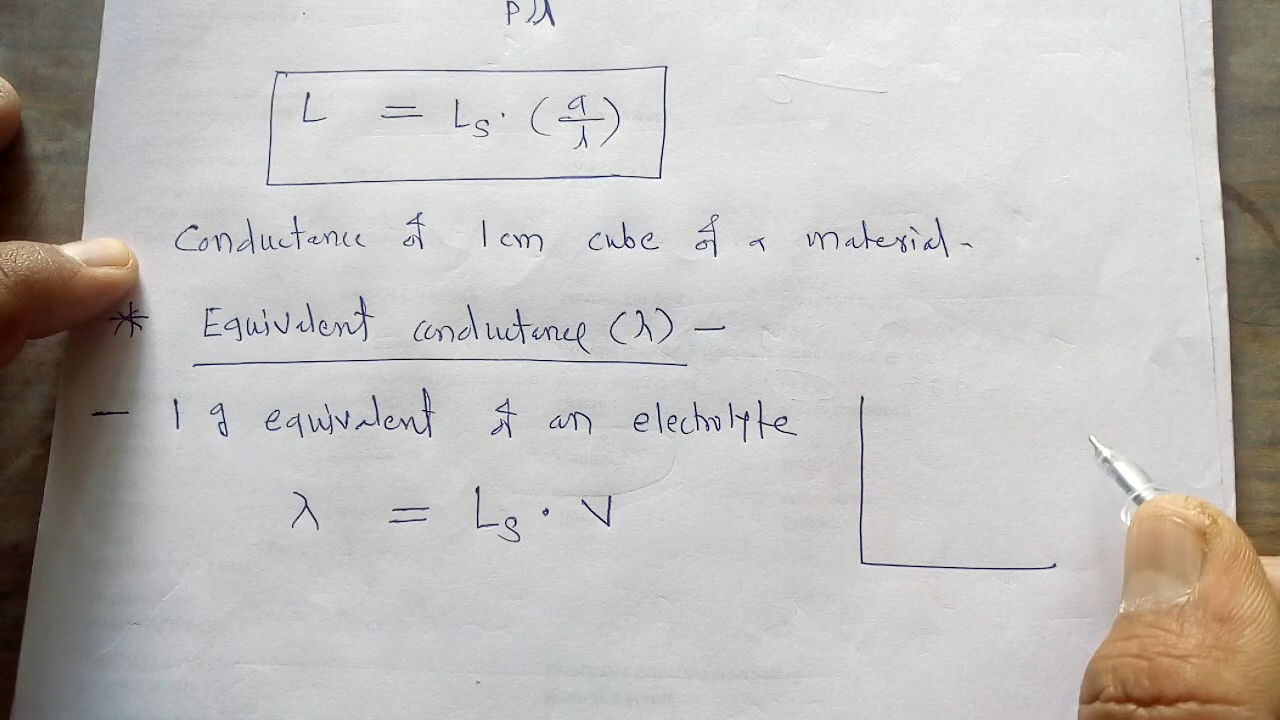 L = Ls · (a/l)
Conductance of 1cm cube of a material -
* Equivalent conductance (λ) -
- 1 g equivalent of an electrolyte
λ = Ls · V